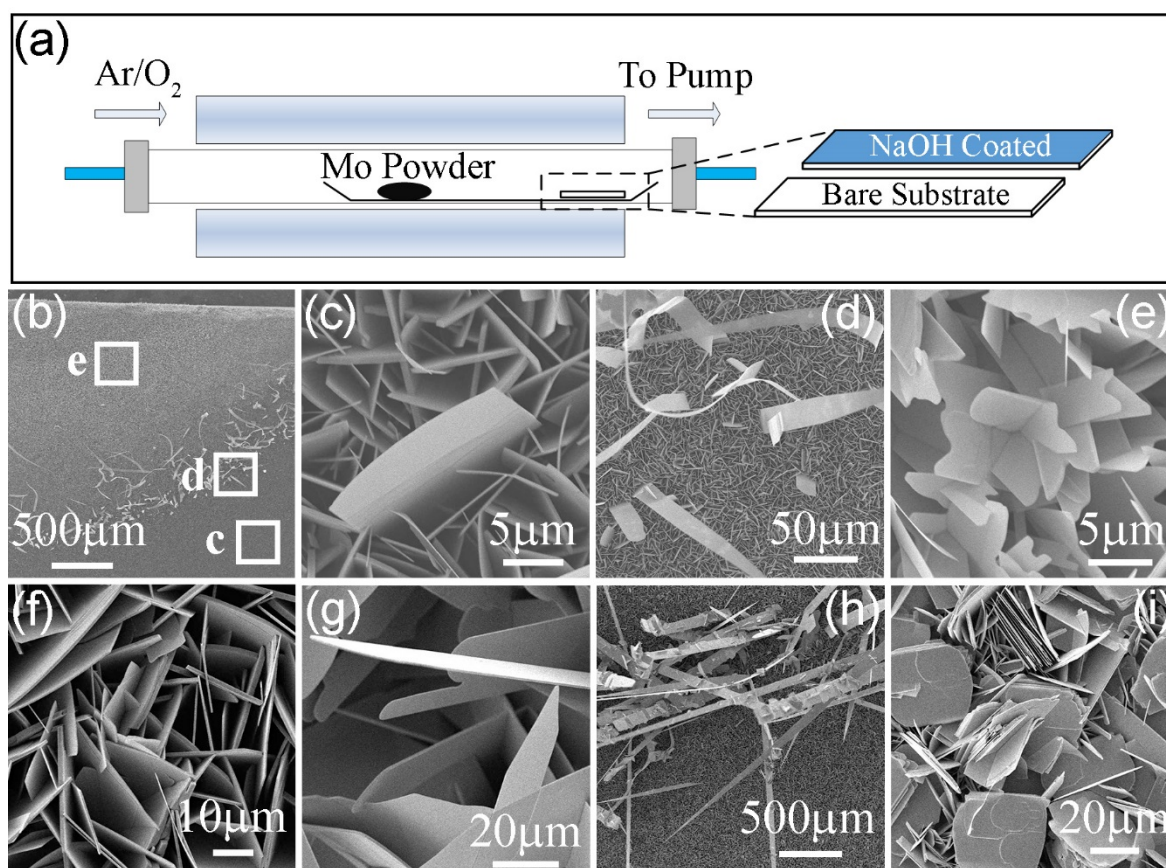 (a)
Ar/O2
To Pump
Mo Powder
NaOH Coated
Bare Substrate
(b)
e
d
c
500μm
(c)
5μm
(d)
50μm
(e)
5μm
(f)
10μm
(g)
20μm
(h)
500μm
(i)
20μm